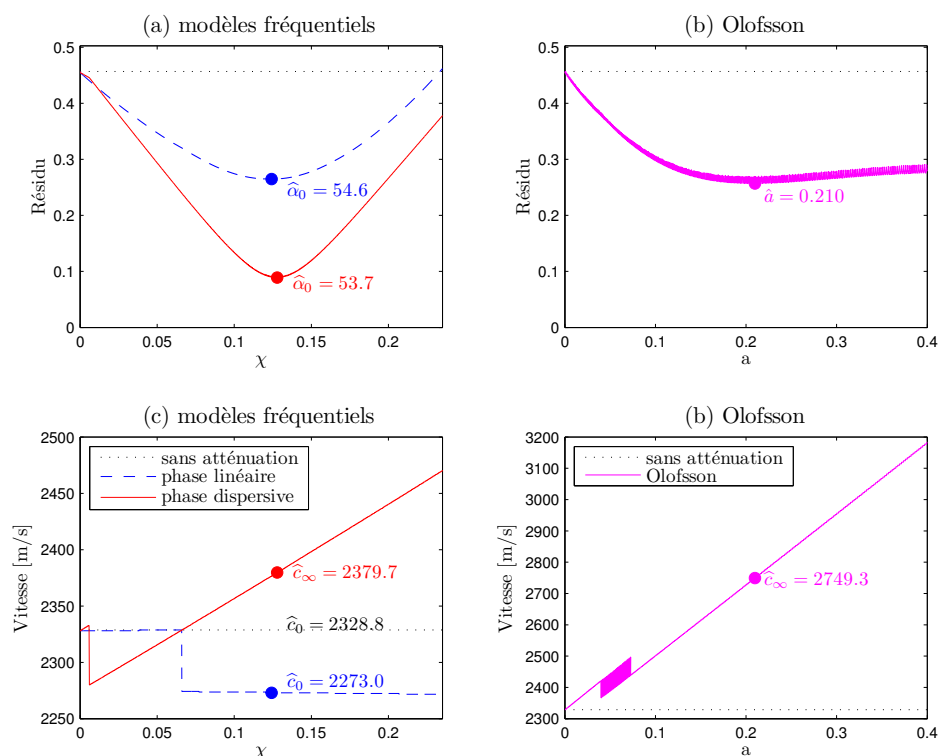 (a) modèles fréquentiels
(b) Olofsson
0.5
0.4
0.3
0.2
0.1
0
Résidu
α̂₀ = 54.6
α̂₀ = 53.7
0
0.05
0.1
0.15
0.2
χ
0.5
0.4
0.3
0.2
0.1
0
Résidu
â = 0.210
0
0.1
0.2
0.3
0.4
a
(c) modèles fréquentiels
(b) Olofsson
2500
2450
2400
2350
2300
2250
Vitesse [m/s]
sans atténuation
phase linéaire
phase dispersive
ĉ∞ = 2379.7
ĉ₀ = 2328.8
ĉ₀ = 2273.0
0
0.05
0.1
0.15
0.2
χ
3200
3100
3000
2900
2800
2700
2600
2500
2400
2300
Vitesse [m/s]
sans atténuation
Olofsson
ĉ∞ = 2749.3
0
0.1
0.2
0.3
0.4
a